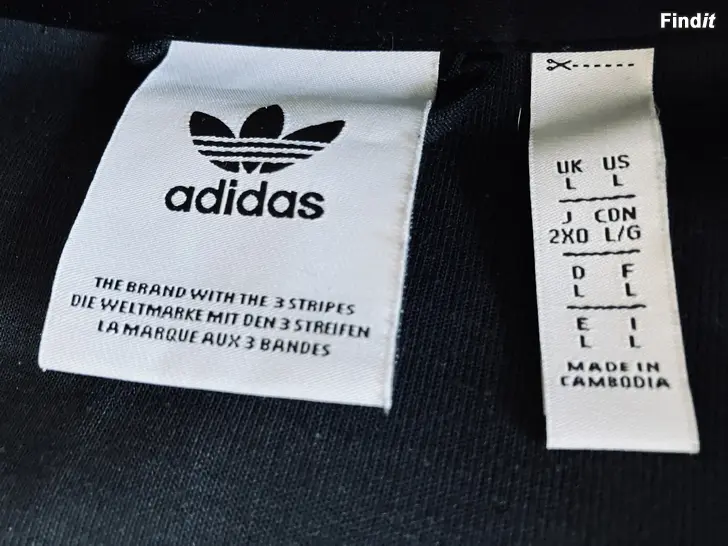 Findit
adidas
THE BRAND WITH THE 3 STRIPES
DIE WELTMARKE MIT DEN 3 STREIFEN
LA MARQUE AUX 3 BANDES
UK US
L L
J CDN
2XO L/G
D F
L L
E I
L L
MADE IN
CAMBODIA